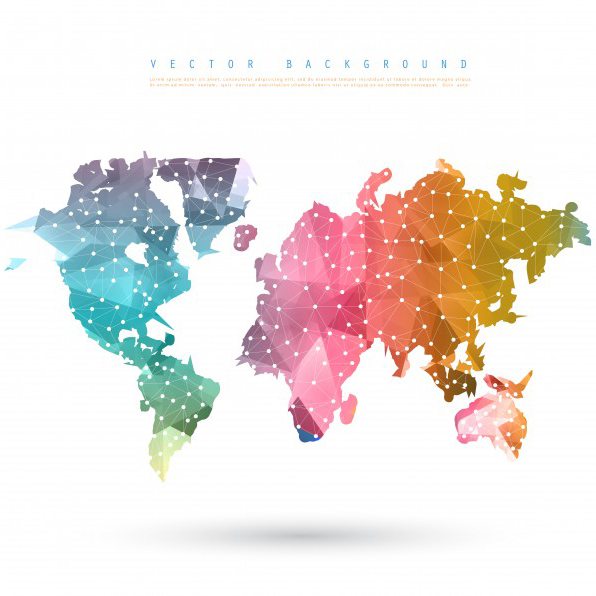 VECTOR BACKGROUND
Lorem ipsum dolor sit amet, consectetur adipiscing elit, sed do eiusmod tempor incididunt ut labore et dolore magna aliqua
Ut enim ad minim veniam, quis nostrud exercitation ullamco laboris nisi ut aliquip ex ea commodo consequat. Duis aute